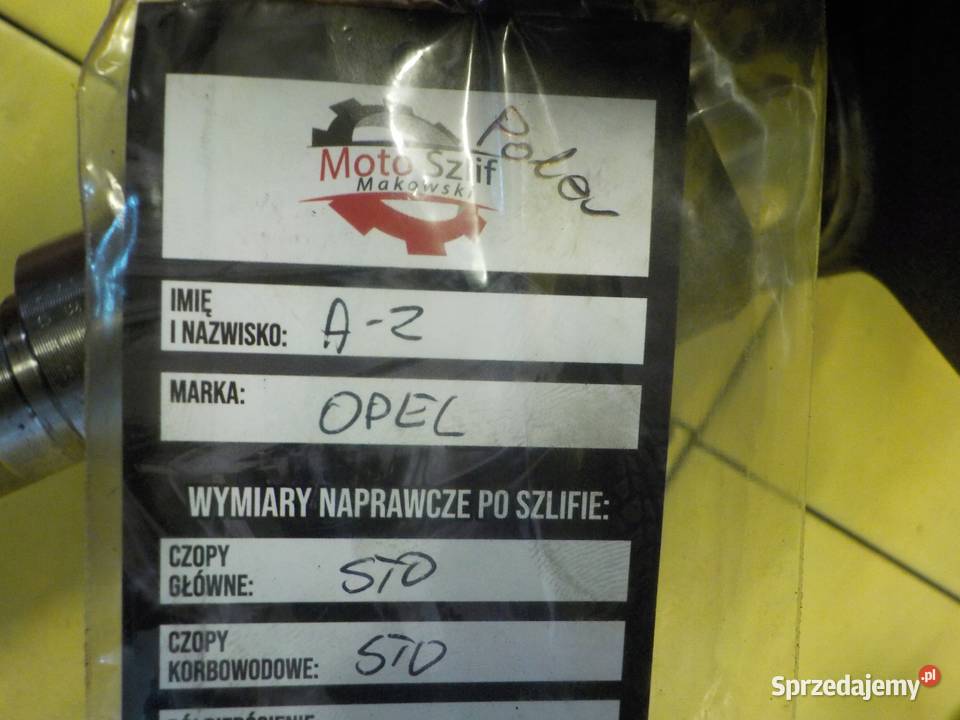 Moto Szlif
Makowski
IMIĘ
I NAZWISKO: A-Z
MARKA: OPEL
WYMIARY NAPRAWCZE PO SZLIFIE:
CZOPY
GŁÓWNE: STD
CZOPY
KORBOWODOWE: STD
Sprzedajemy.pl